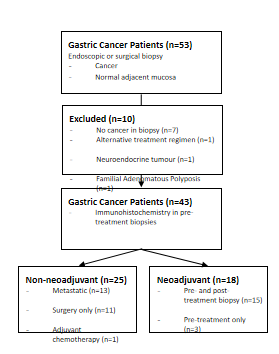 Gastric Cancer Patients (n=53)
Endoscopic or surgical biopsy
- Cancer
- Normal adjacent mucosa
Excluded (n=10)
- No cancer in biopsy (n=7)
- Alternative treatment regimen (n=1)
- Neuroendocrine tumour (n=1)
- Familial Adenomatous Polyposis
(n=1)
Gastric Cancer Patients (n=43)
- Immunohistochemistry in pre-
treatment biopsies
Non-neoadjuvant (n=25)
- Metastatic (n=13)
- Surgery only (n=11)
- Adjuvant
chemotherapy (n=1)
Neoadjuvant (n=18)
- Pre- and post-
treatment biopsy (n=15)
- Pre-treatment only
(n=3)